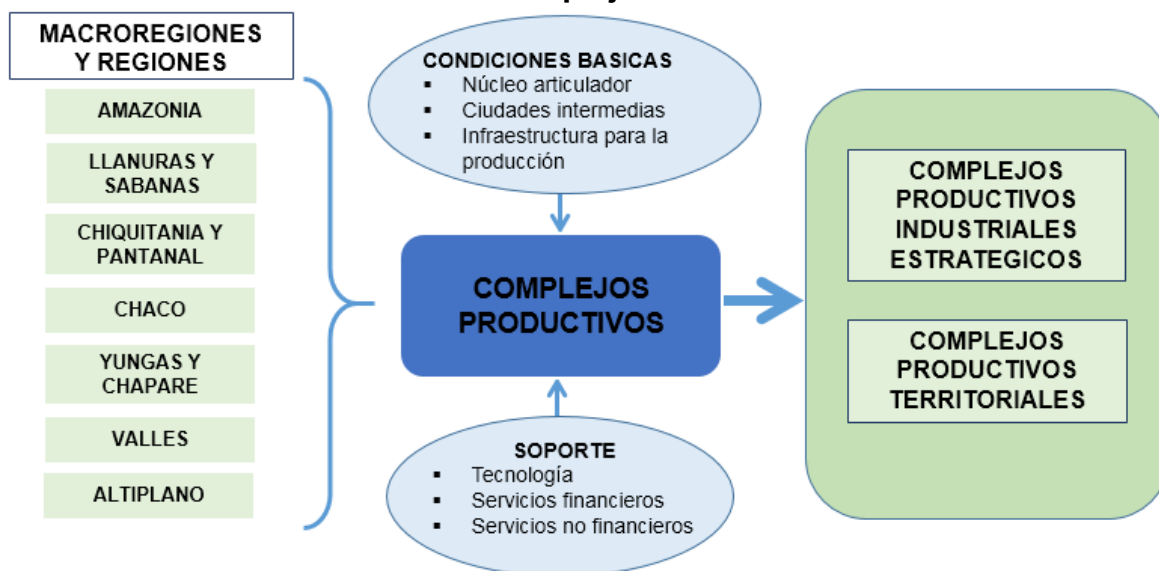 MACROREGIONES
Y REGIONES
AMAZONIA
LLANURAS Y
SABANAS
CHIQUITANIA Y
PANTANAL
CHACO
YUNGAS Y
CHAPARE
VALLES
ALTIPLANO
CONDICIONES BASICAS
▪ Núcleo articulador
▪ Ciudades intermedias
▪ Infraestructura para la
producción
COMPLEJOS
PRODUCTIVOS
SOPORTE
▪ Tecnología
▪ Servicios financieros
▪ Servicios no financieros
COMPLEJOS
PRODUCTIVOS
INDUSTRIALES
ESTRATEGICOS
COMPLEJOS
PRODUCTIVOS
TERRITORIALES